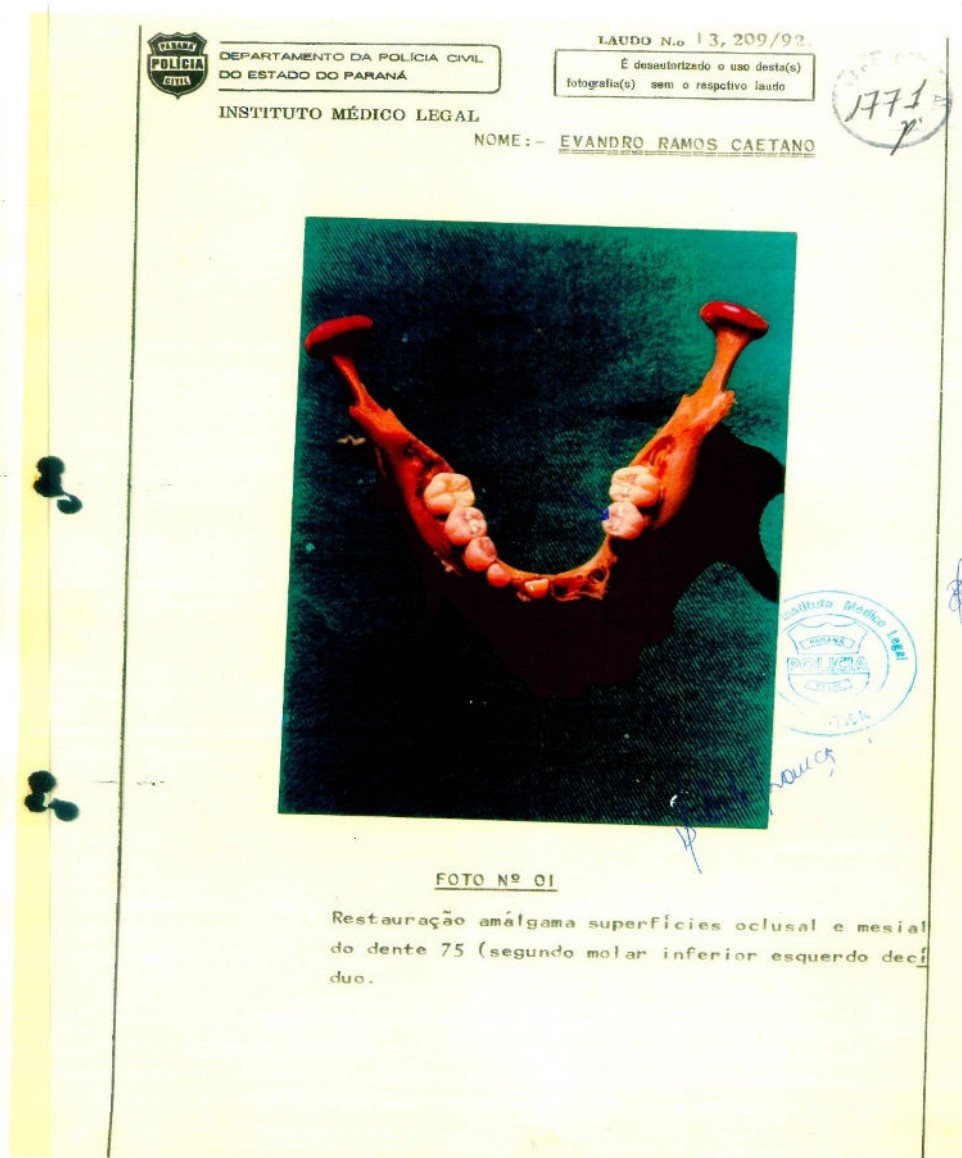 PARANÁ
POLÍCIA
CIVIL
DEPARTAMENTO DA POLÍCIA CIVIL
DO ESTADO DO PARANÁ
INSTITUTO MÉDICO LEGAL
LAUDO N.o 13,209/92.
É desautorizado o uso desta(s)
fotografia(s) sem o respctivo laudo
1771
NOME:- EVANDRO RAMOS CAETANO
Instituto Médico Legal
PARANÁ
POLÍCIA
CIVIL
FOTO Nº 01
Restauração amálgama superfícies oclusal e mesial
do dente 75 (segundo molar inferior esquerdo decí
duo.